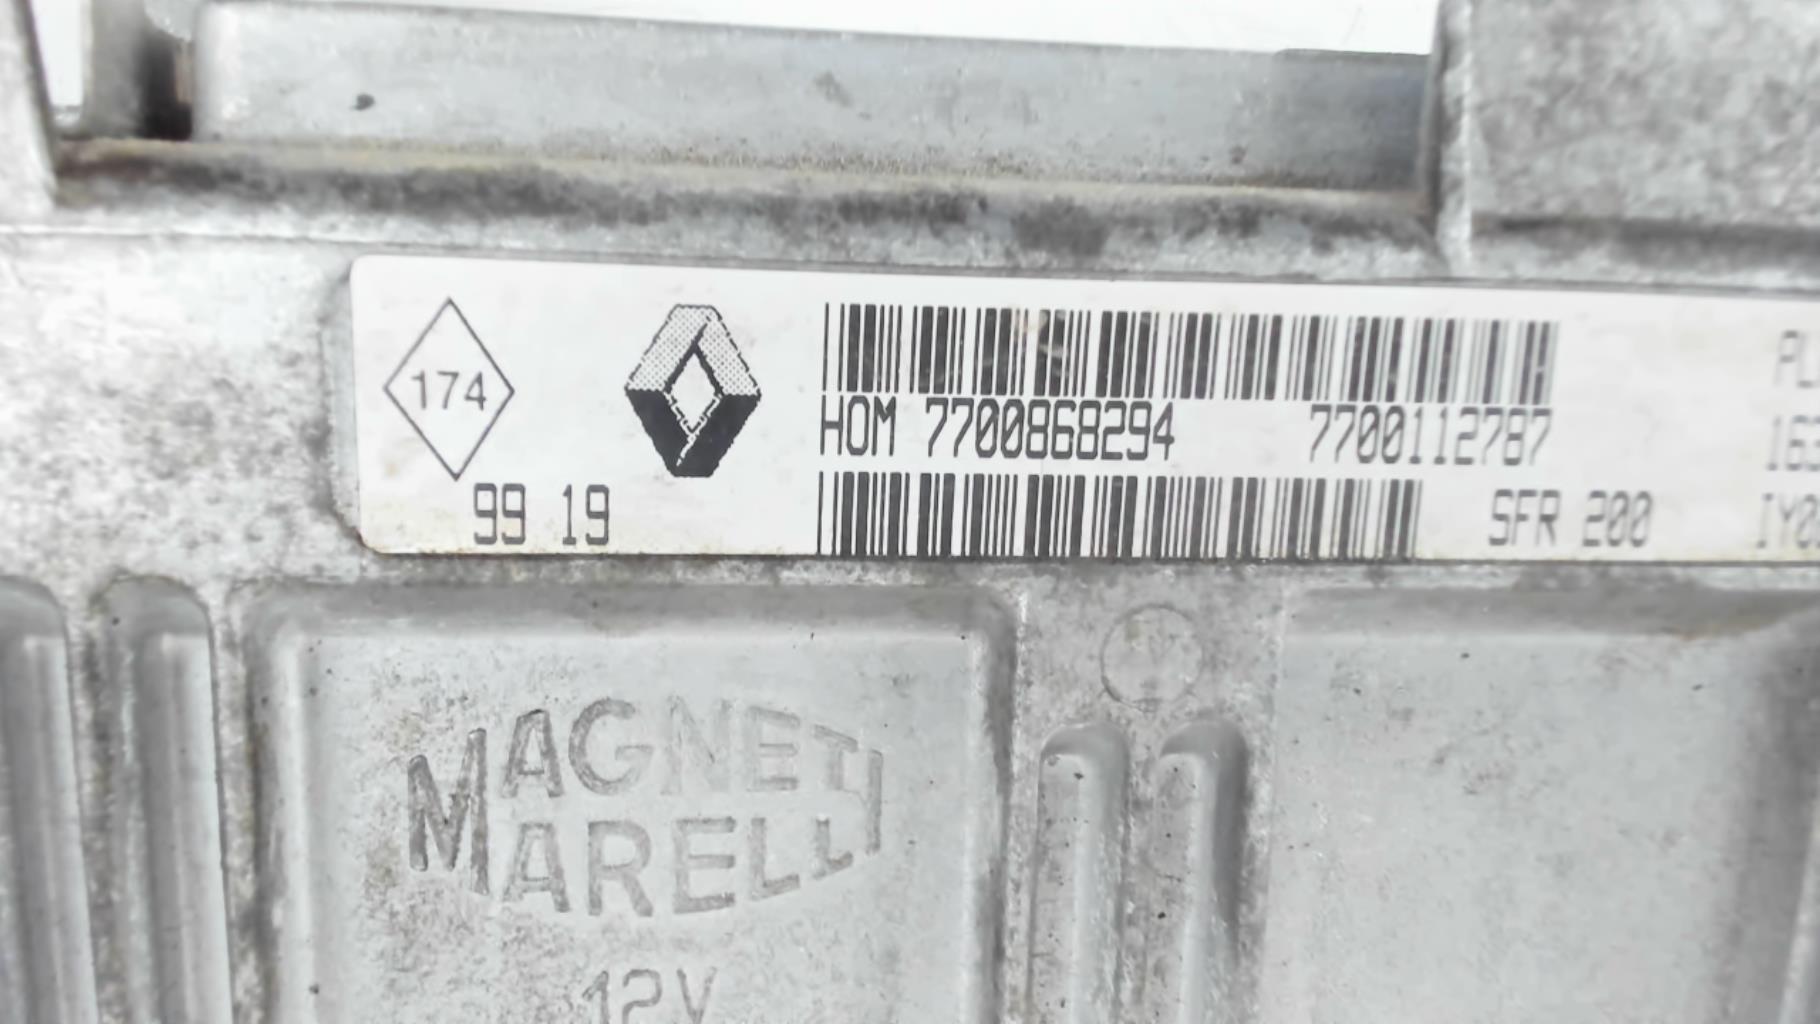 174
99 19
HOM 7700868294 7700112787
SFR 200
MAGNETI
MARELLI
12V